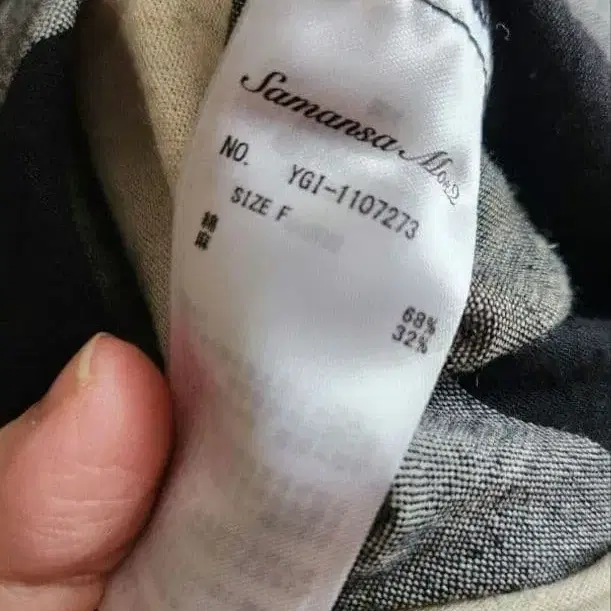 Samansa Mos2
NO. YGI-1107273
SIZE F
綿 68%
麻 32%